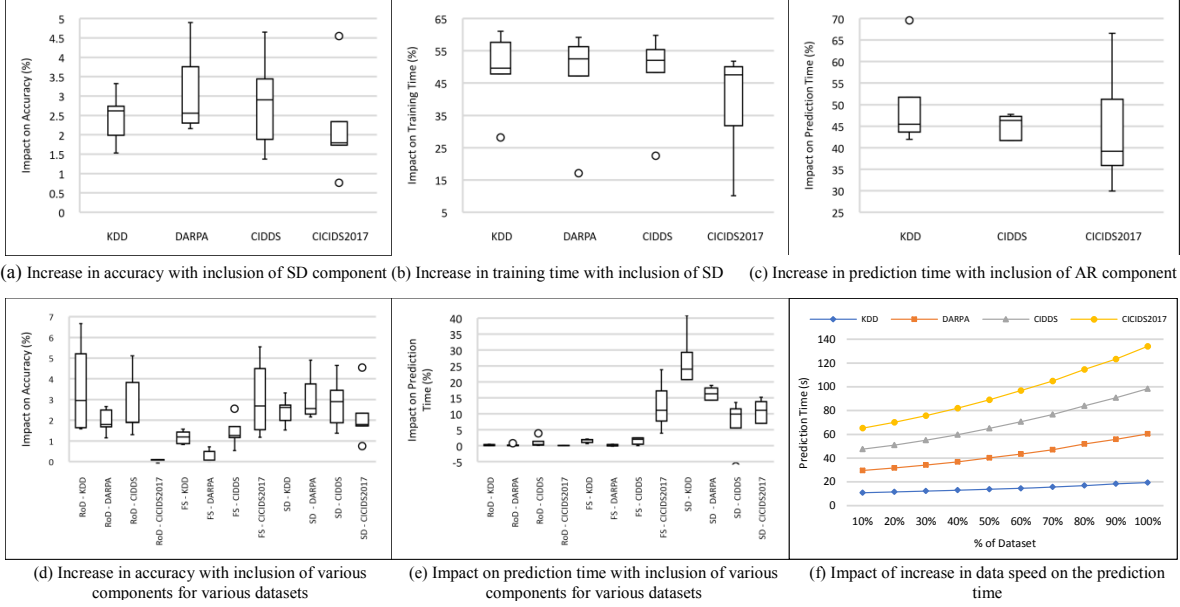 5
4.5
4
3.5
3
2.5
2
1.5
1
0.5
0
Impact on Accuracy (%)
KDD DARPA CIDDS CICIDS2017
65
55
45
35
25
15
5
Impact on Training Time (%)
KDD DARPA CIDDS CICIDS2017
70
65
60
55
50
45
40
35
30
25
Impact on Prediction Time (%)
KDD CIDDS CICIDS2017
(a) Increase in accuracy with inclusion of SD component
(b) Increase in training time with inclusion of SD
(c) Increase in prediction time with inclusion of AR component
7
6
5
4
3
2
1
0
Impact on Accuracy (%)
RoD - KDD
RoD - DARPA
RoD - CIDDS
RoD - CICIDS2017
FS - KDD
FS - DARPA
FS - CIDDS
FS - CICIDS2017
SD - KDD
SD - DARPA
SD - CIDDS
SD - CICIDS2017
40
35
30
25
20
15
10
5
0
-5
Impact on Prediction
Time (%)
RoD - KDD
RoD - DARPA
RoD - CIDDS
RoD - CICIDS2017
FS - KDD
FS - DARPA
FS - CIDDS
FS - CICIDS2017
SD - KDD
SD - DARPA
SD - CIDDS
SD - CICIDS2017
KDD DARPA CIDDS CICIDS2017
140
120
100
80
60
40
20
0
Prediction Time (s)
10% 20% 30% 40% 50% 60% 70% 80% 90% 100%
% of Dataset
(d) Increase in accuracy with inclusion of various
components for various datasets
(e) Impact on prediction time with inclusion of various
components for various datasets
(f) Impact of increase in data speed on the prediction
time